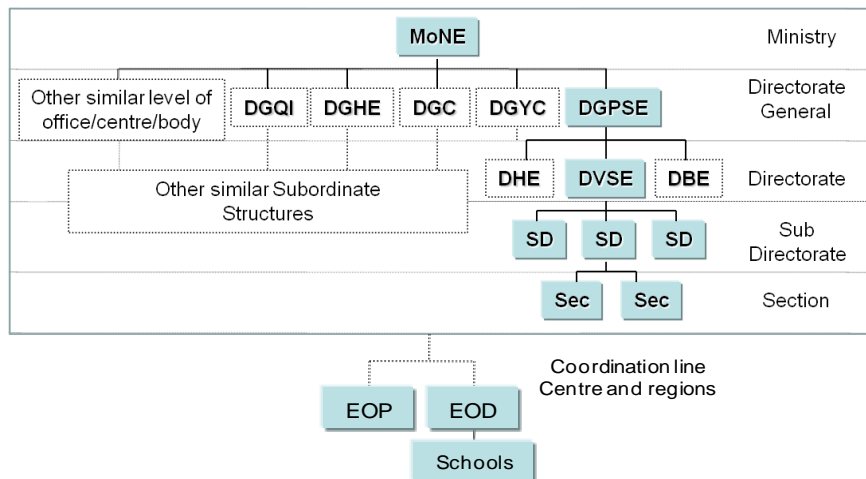 MoNE
Ministry
Other similar level of
office/centre/body
DGQI
DGHE
DGC
DGYC
DGPSE
Directorate
General
Other similar Subordinate
Structures
DHE
DVSE
DBE
Directorate
SD
SD
SD
Sub
Directorate
Sec
Sec
Section
Coordination line
Centre and regions
EOP
EOD
Schools